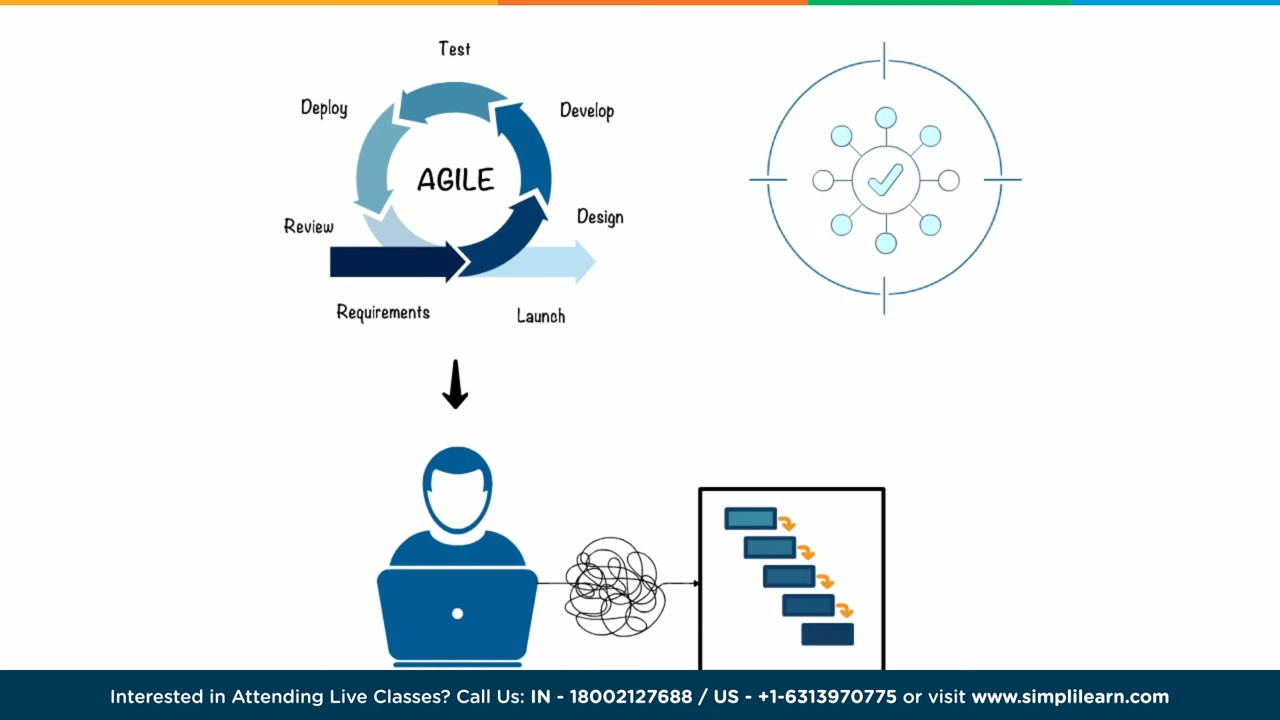 Test
Deploy
Develop
AGILE
Review
Design
Requirements
Launch
Interested in Attending Live Classes? Call Us: IN - 18002127688 / US - +1-6313970775 or visit www.simplilearn.com